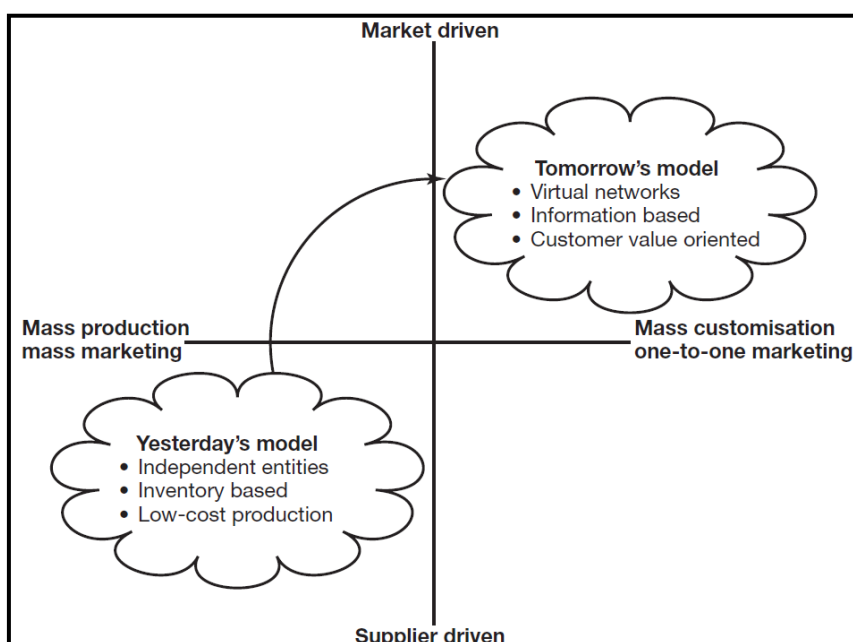 Market driven
Tomorrow's model
• Virtual networks
• Information based
• Customer value oriented
Mass production
mass marketing
Mass customisation
one-to-one marketing
Yesterday's model
• Independent entities
• Inventory based
• Low-cost production
Supplier driven